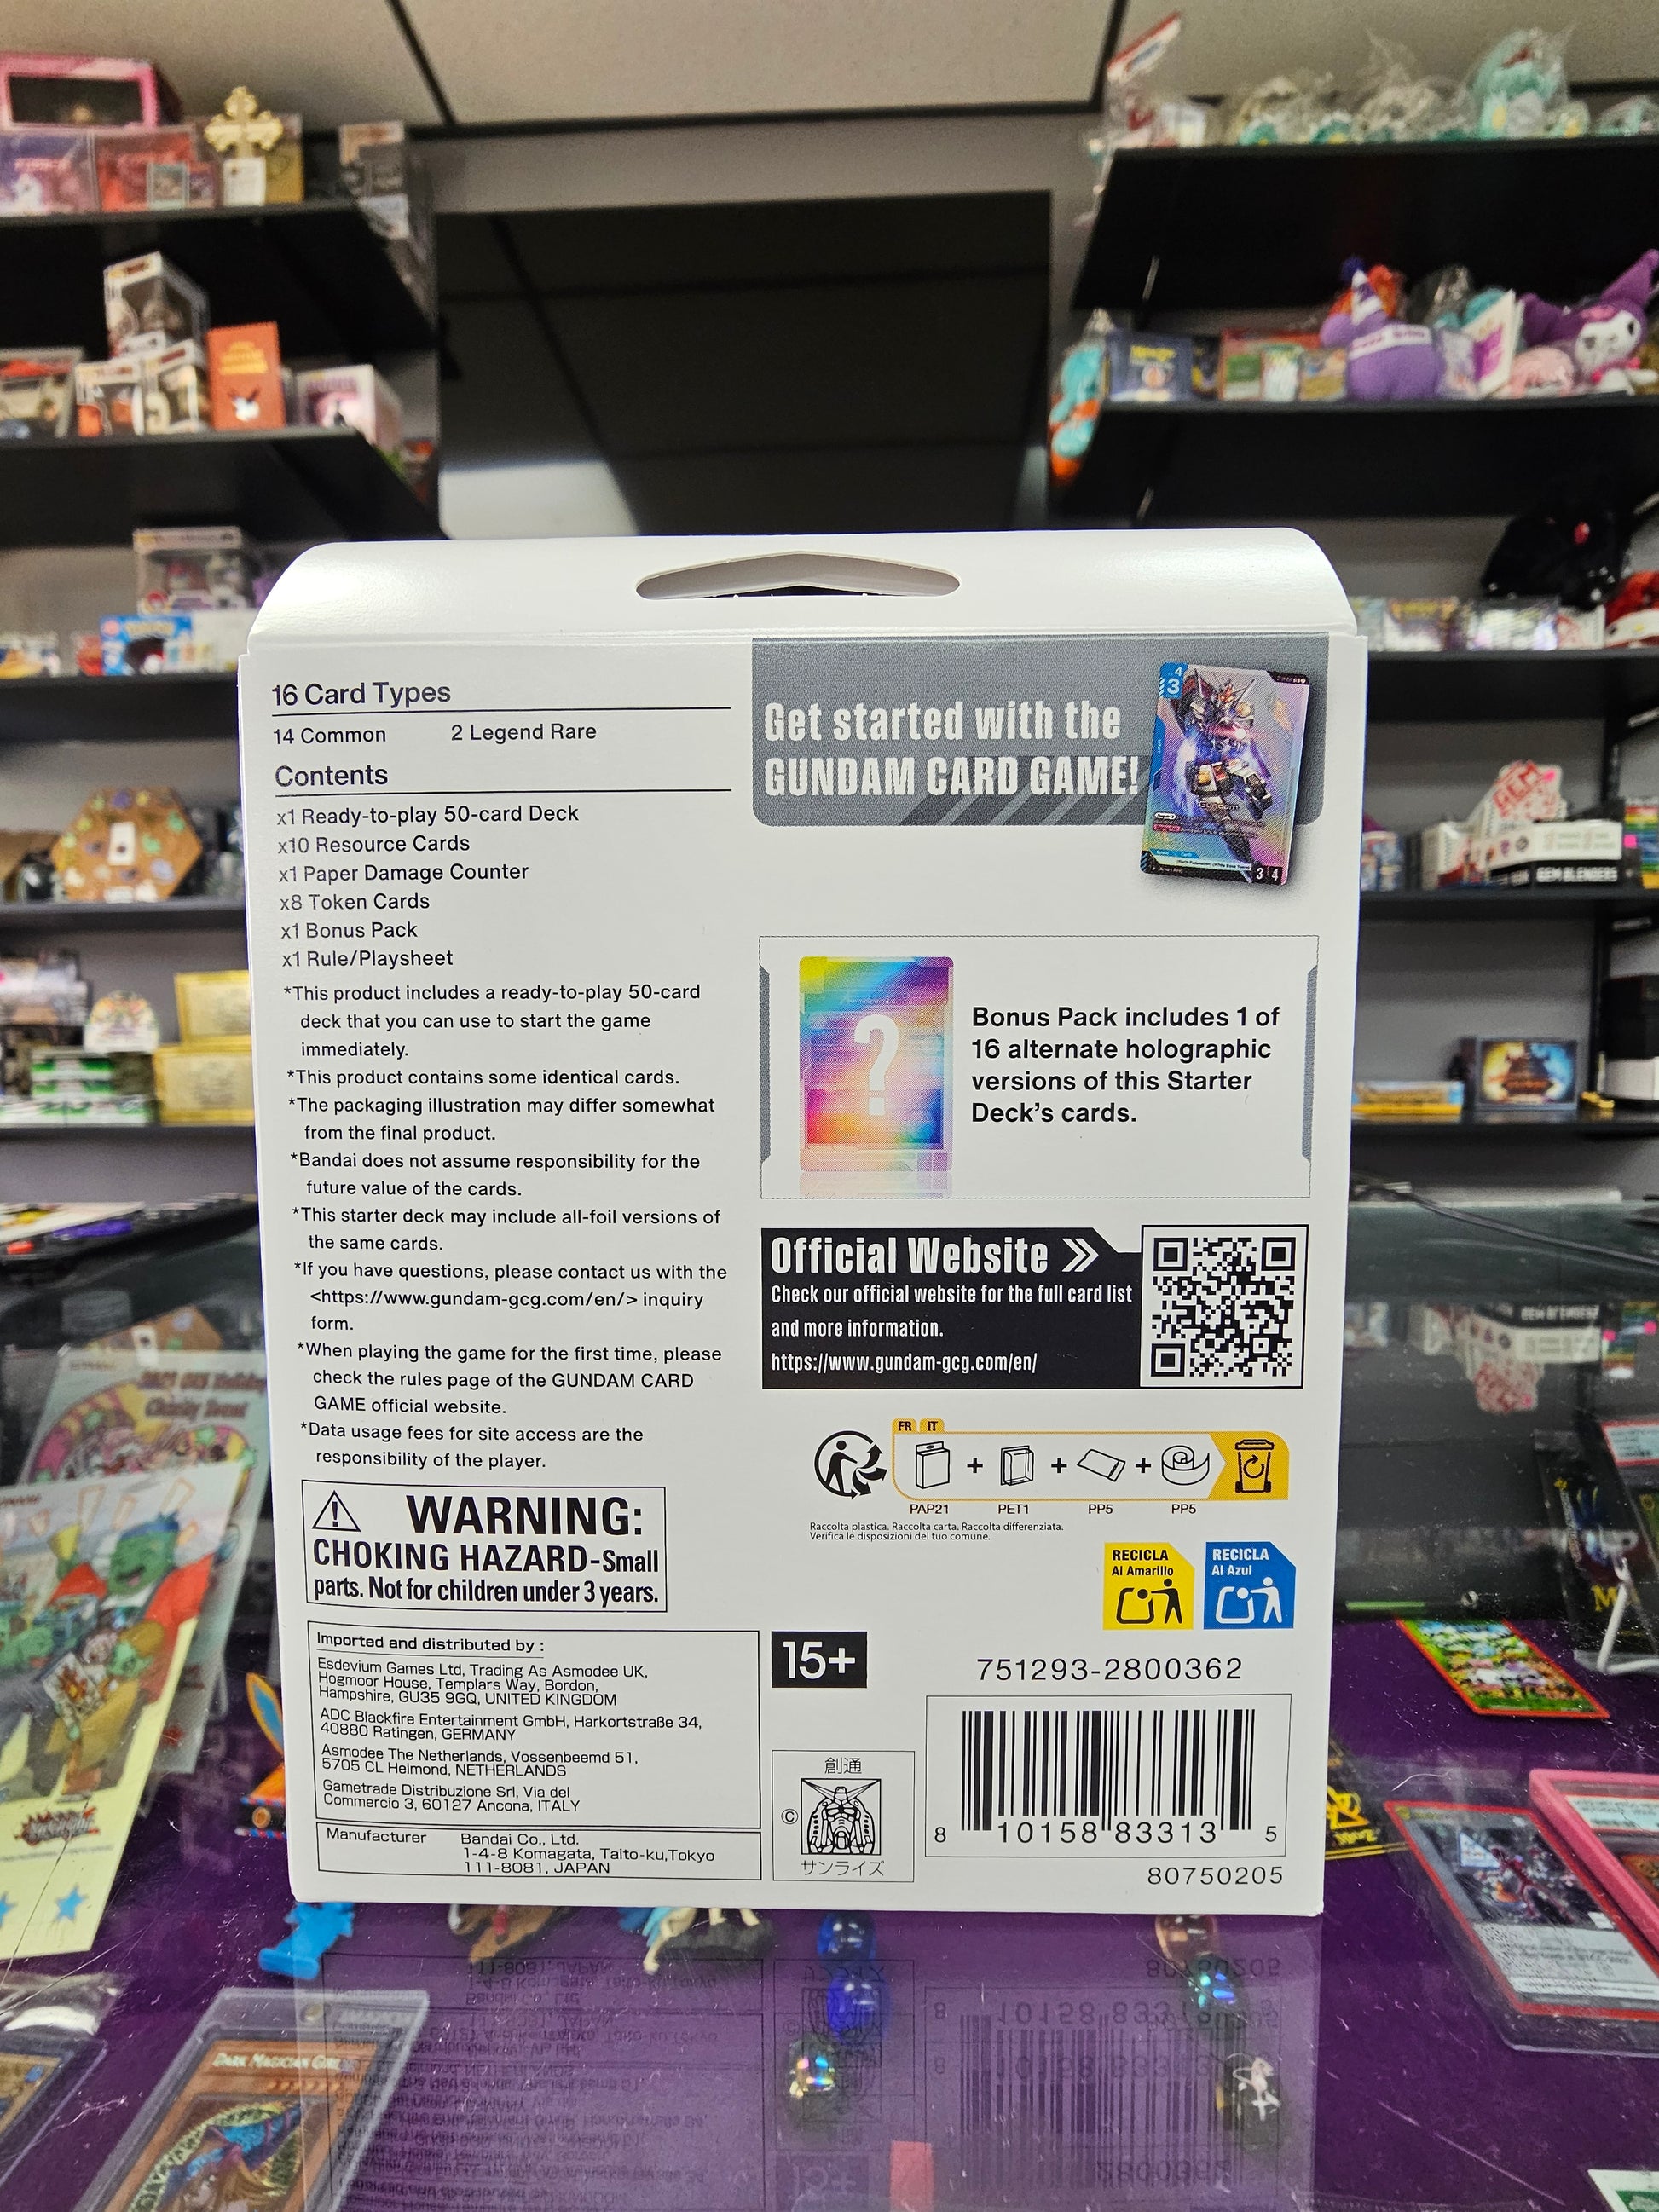 16 Card Types
14 Common 2 Legend Rare
Contents
x1 Ready-to-play 50-card Deck
x10 Resource Cards
x1 Paper Damage Counter
x8 Token Cards
x1 Bonus Pack
x1 Rule/Playsheet
*This product includes a ready-to-play 50-card
deck that you can use to start the game
immediately.
*This product contains some identical cards.
*The packaging illustration may differ somewhat
from the final product.
*Bandai does not assume responsibility for the
future value of the cards.
*This starter deck may include all-foil versions of
the same cards.
*If you have questions, please contact us with the
<https://www.gundam-gcg.com/en/> inquiry
form.
*When playing the game for the first time, please
check the rules page of the GUNDAM CARD
GAME official website.
*Data usage fees for site access are the
responsibility of the player.
WARNING:
CHOKING HAZARD-Small
parts. Not for children under 3 years.
Imported and distributed by :
Esdevium Games Ltd, Trading As Asmodee UK,
Hogmoor House, Templars Way, Bordon,
Hampshire, GU35 9GQ, UNITED KINGDOM
ADC Blackfire Entertainment GmbH, Harkortstraße 34,
40880 Ratingen, GERMANY
Asmodee The Netherlands, Vossenbeemd 51,
5705 CL Helmond, NETHERLANDS
Gametrade Distribuzione Srl, Via del
Commercio 3, 60127 Ancona, ITALY
Manufacturer Bandai Co., Ltd.
1-4-8 Komagata, Taito-ku,Tokyo
111-8081, JAPAN
Get started with the
GUNDAM CARD GAME!
4
3
Gundam
3 4
?
Bonus Pack includes 1 of
16 alternate holographic
versions of this Starter
Deck's cards.
Official Website
Check our official website for the full card list
and more information.
https://www.gundam-gcg.com/en/
FR IT
+ + +
PAP21 PET1 PP5 PP5
Raccolta plastica. Raccolta carta. Raccolta differenziata.
Verifica le disposizioni del tuo comune.
RECICLA
Al Amarillo
RECICLA
Al Azul
15+
751293-2800362
創通
©
サンライズ
8 10158 83313 5
80750205
GEM BLENDERS
DARK MAGICIAN GIRL